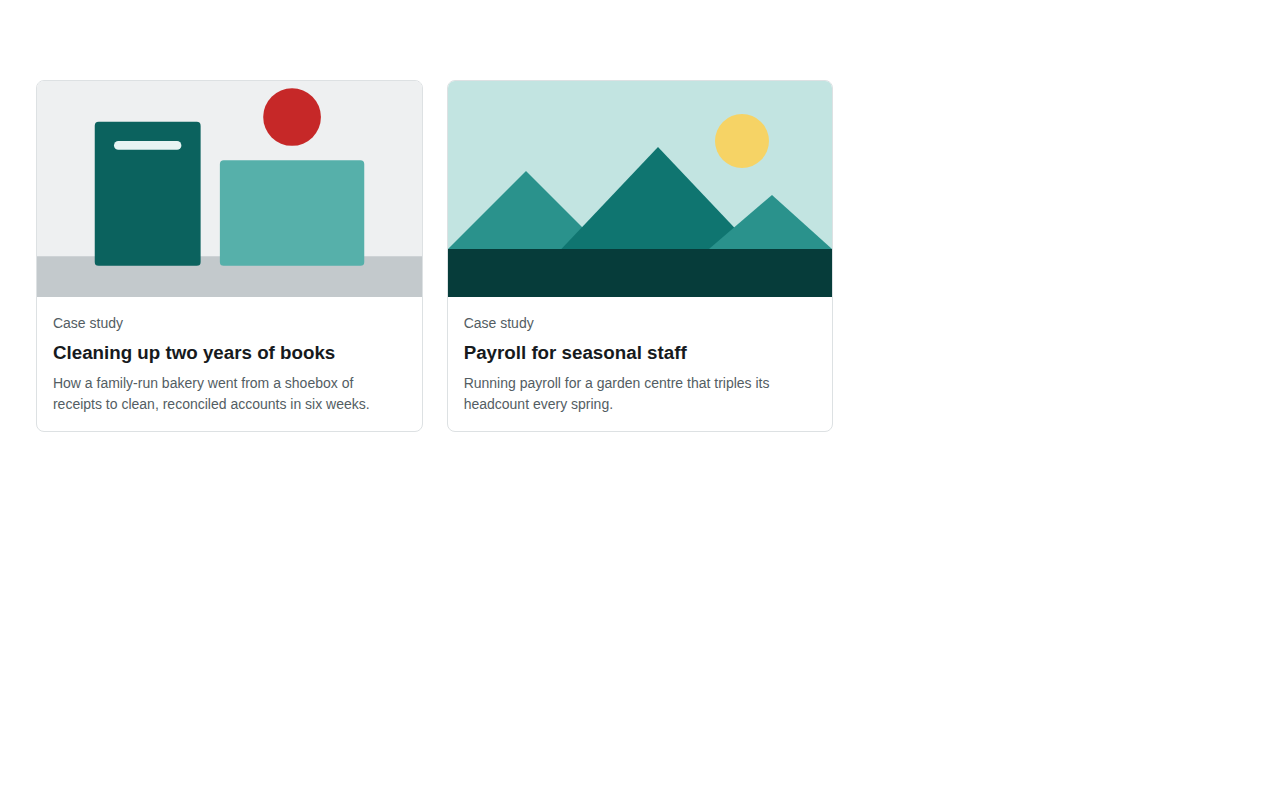 Case study
Cleaning up two years of books
How a family-run bakery went from a shoebox of
receipts to clean, reconciled accounts in six weeks.
Case study
Payroll for seasonal staff
Running payroll for a garden centre that triples its
headcount every spring.